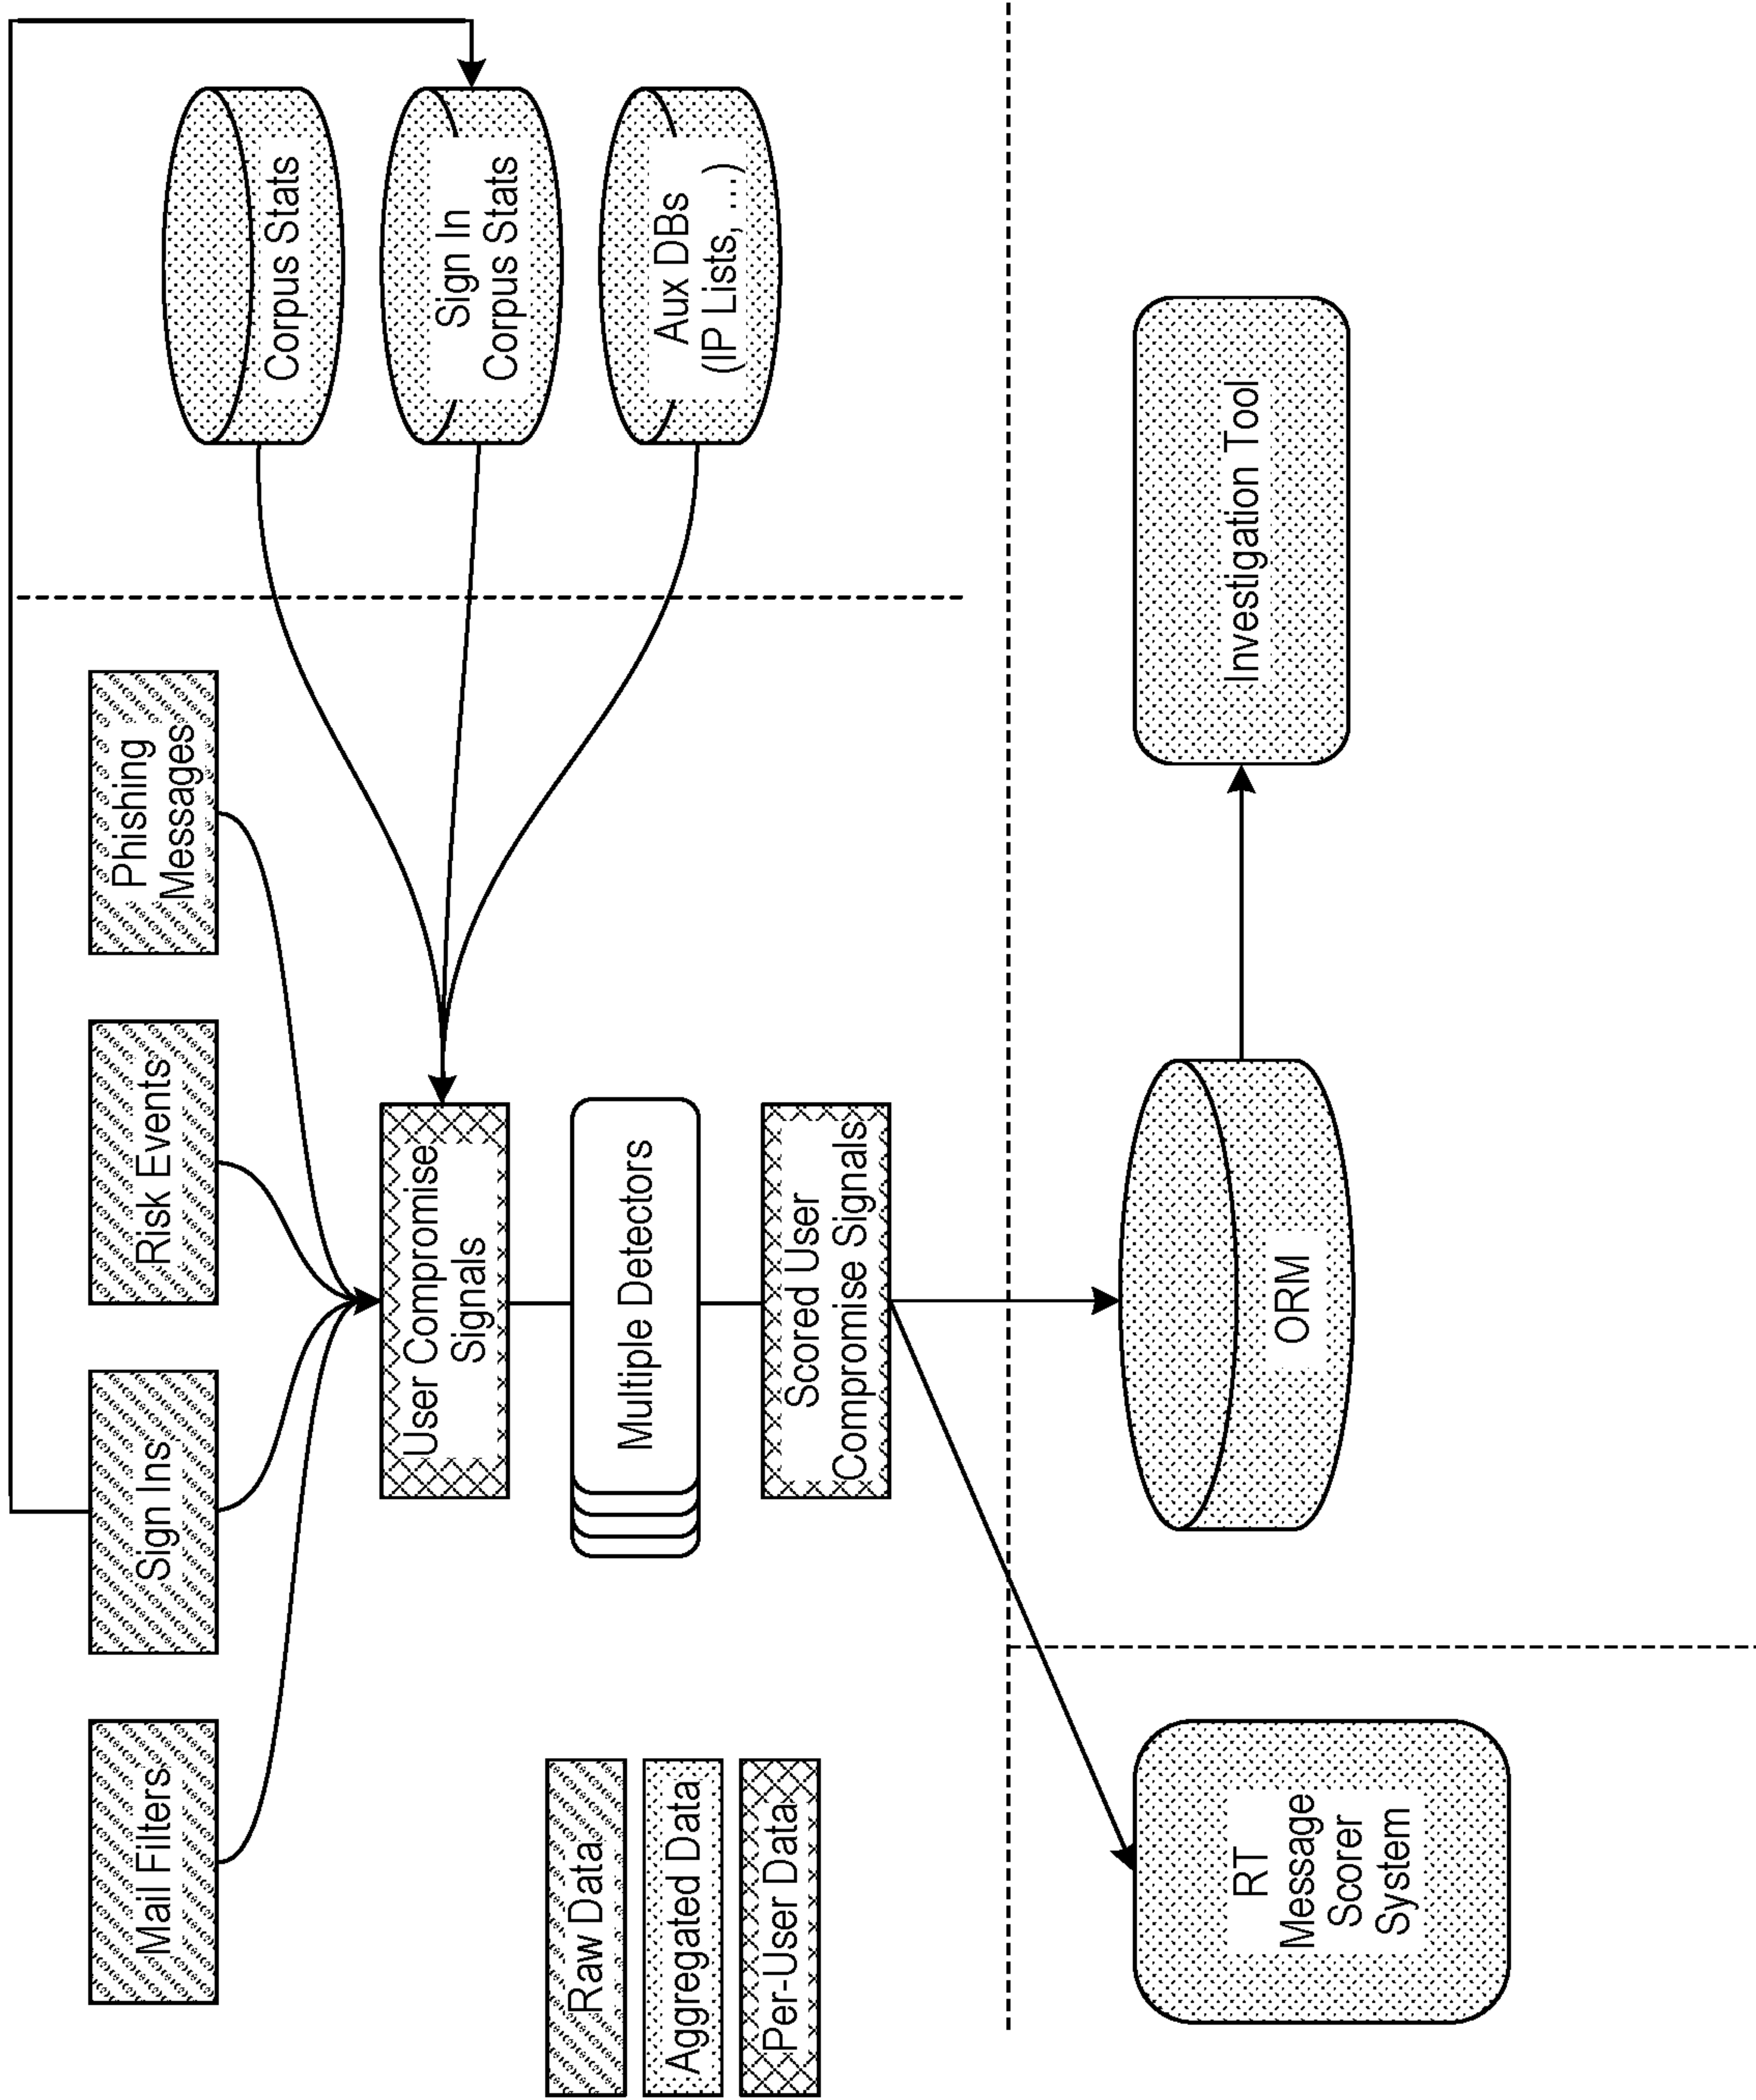 Mail Filters
Sign Ins
Risk Events
Phishing
Messages
Corpus Stats
Sign In
Corpus Stats
Aux DBs
(IP Lists, ...)
User Compromise
Signals
Multiple Detectors
Scored User
Compromise Signals
Raw Data
Aggregated Data
Per-User Data
RT
Message
Scorer
System
ORM
Investigation Tool